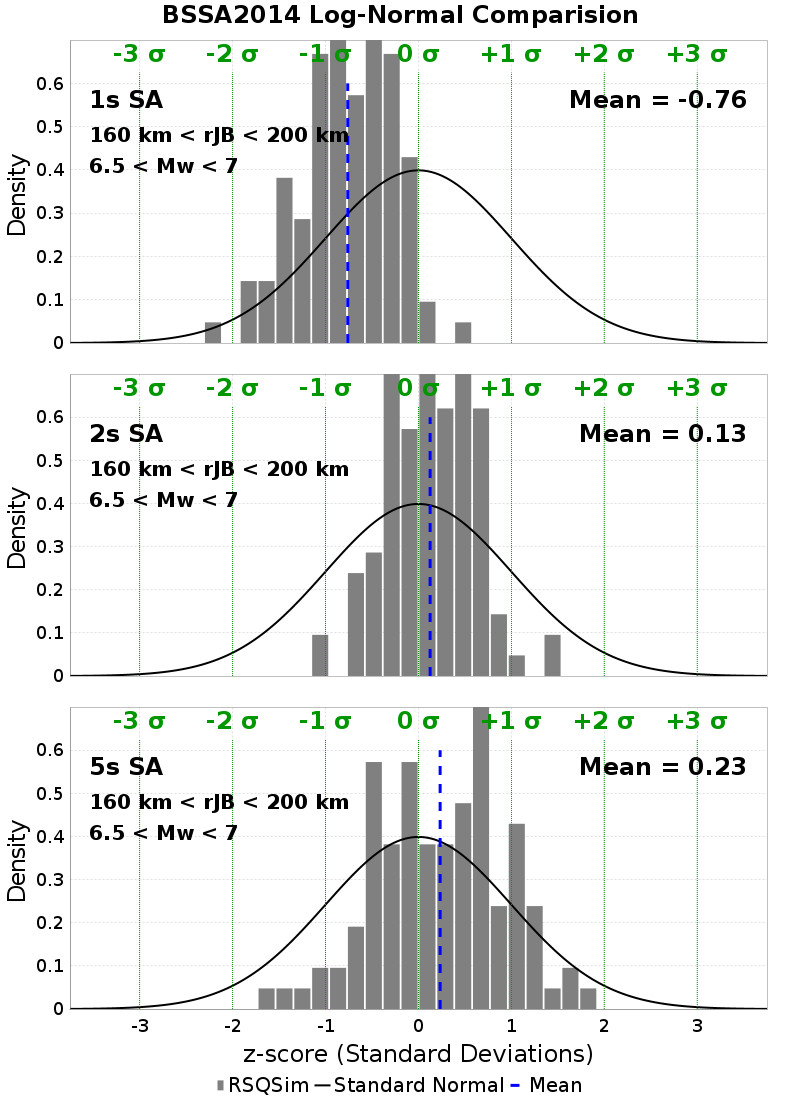 BSSA2014 Log-Normal Comparision
-3 σ -2 σ -1 σ 0 σ +1 σ +2 σ +3 σ
1s SA Mean = -0.76
160 km < rJB < 200 km
6.5 < Mw < 7
0.6
0.5
0.4
0.3
0.2
0.1
0
Density
-3 σ -2 σ -1 σ 0 σ +1 σ +2 σ +3 σ
2s SA Mean = 0.13
160 km < rJB < 200 km
6.5 < Mw < 7
0.6
0.5
0.4
0.3
0.2
0.1
0
Density
-3 σ -2 σ -1 σ 0 σ +1 σ +2 σ +3 σ
5s SA Mean = 0.23
160 km < rJB < 200 km
6.5 < Mw < 7
0.6
0.5
0.4
0.3
0.2
0.1
0
Density
-3 -2 -1 0 1 2 3
z-score (Standard Deviations)
RSQSim Standard Normal Mean